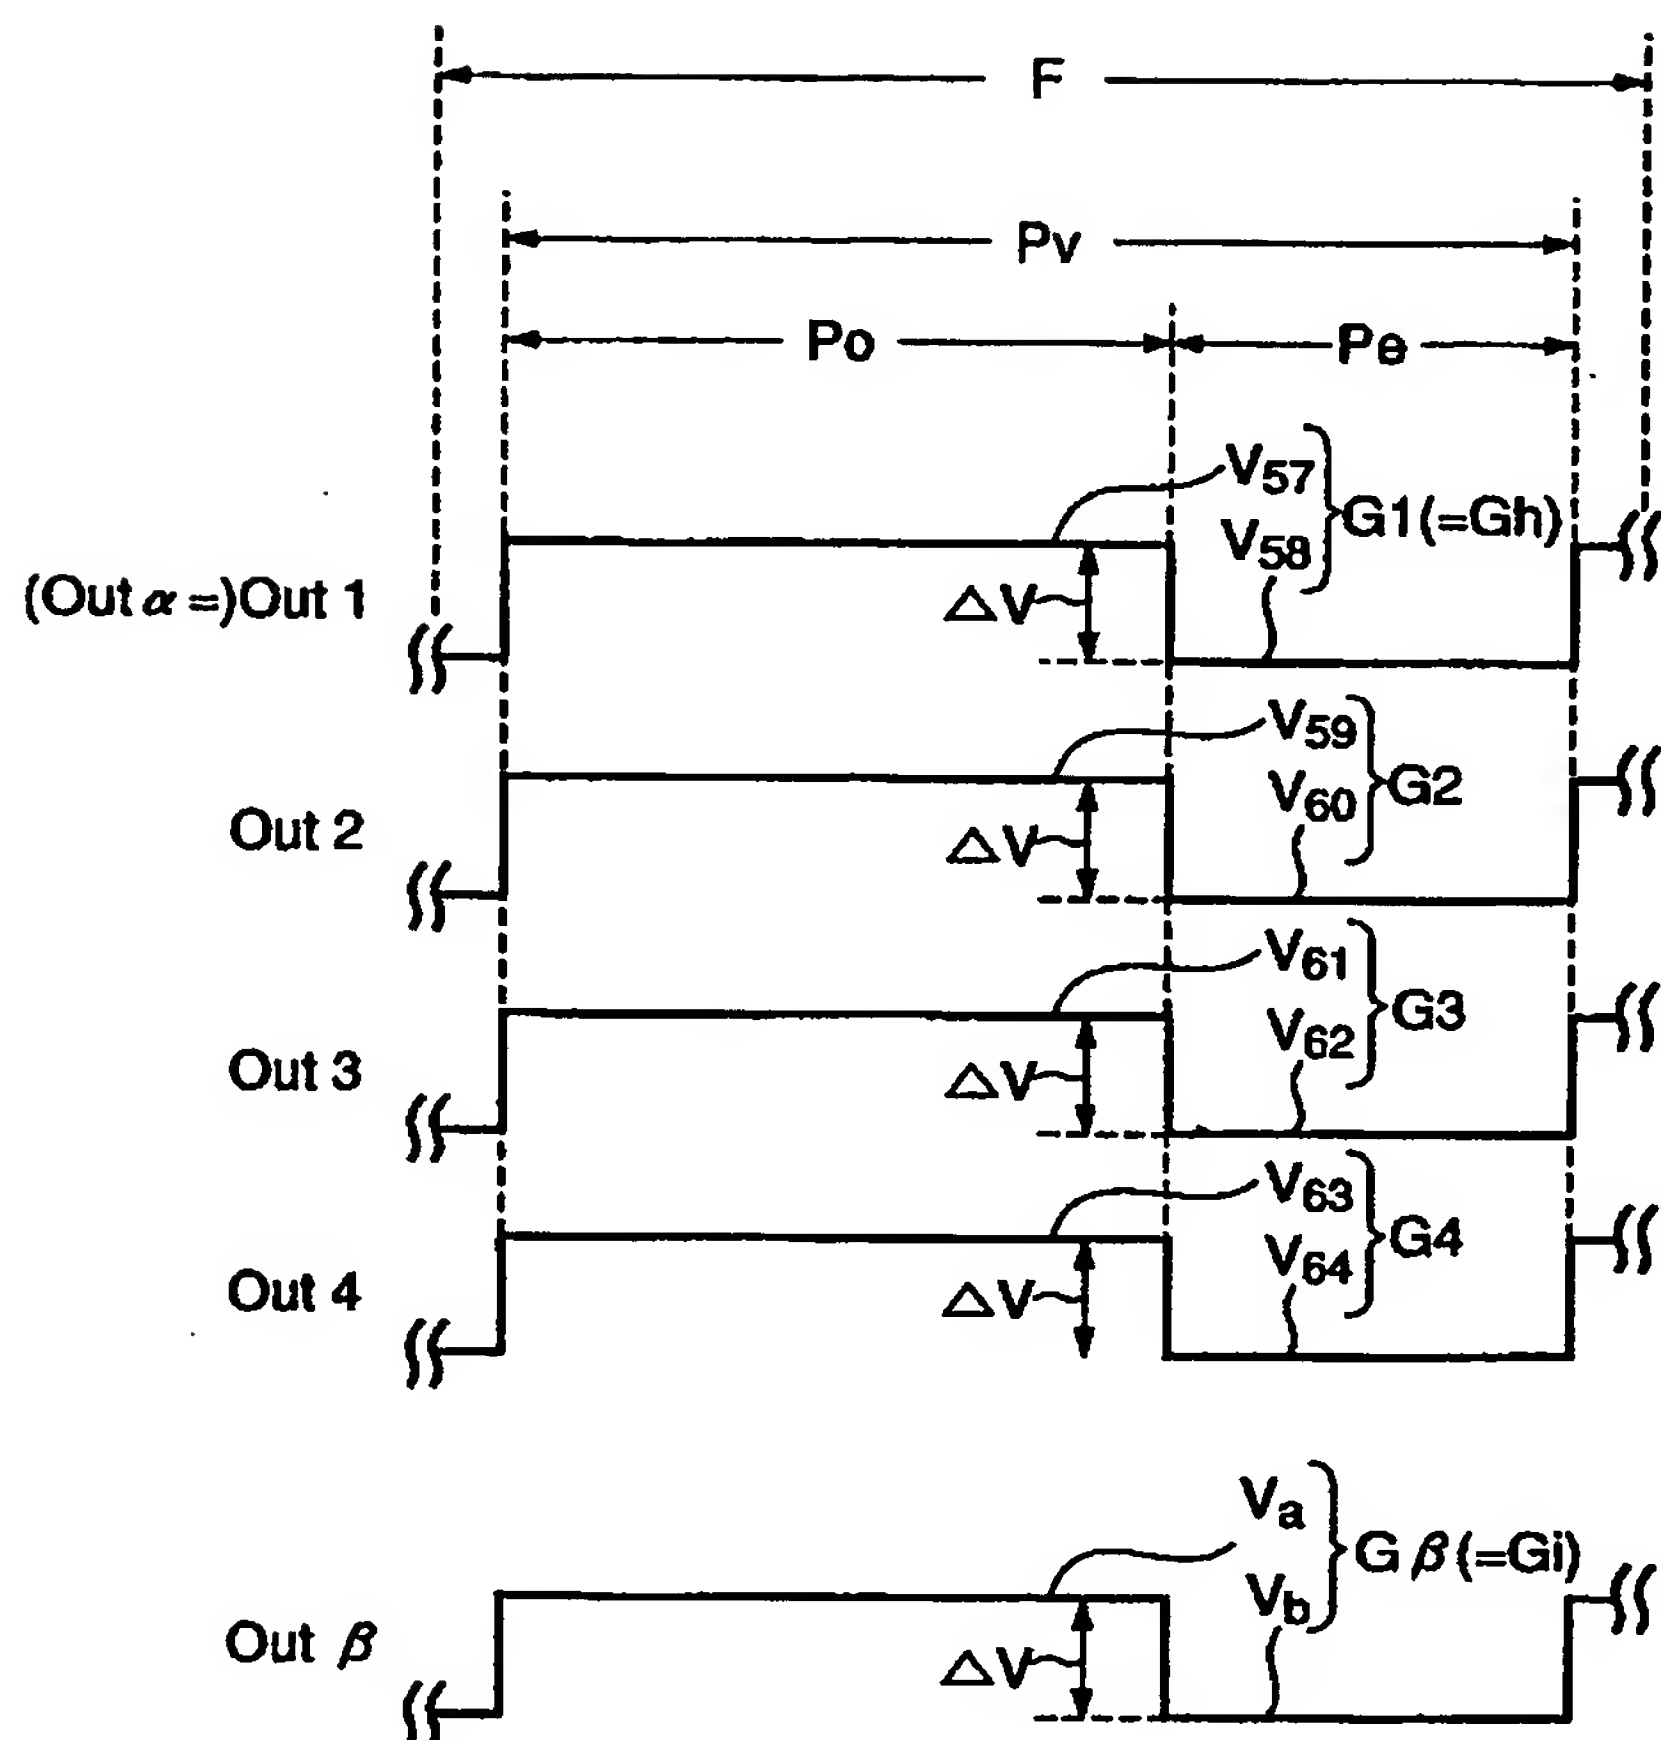 F
Pv
Po
Pe
V57
V58
G1(=Gh)
(Out α =)Out 1
ΔV
V59
V60
G2
Out 2
ΔV
V61
V62
G3
Out 3
ΔV
V63
V64
G4
Out 4
ΔV
Va
Vb
G β (=Gi)
Out β
ΔV